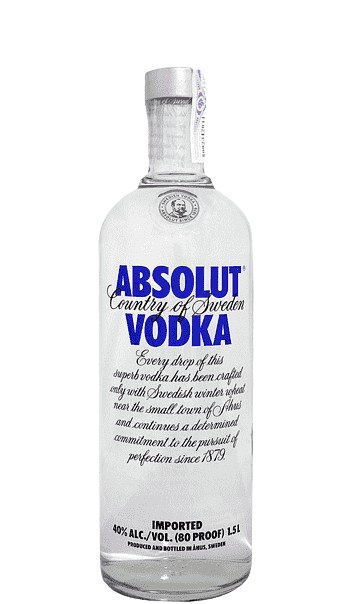 ABSOLUT
Country of Sweden
VODKA
Every drop of this
superb vodka has been crafted
only with Swedish winter wheat
near the small town of Åhus
and continues a determined
commitment to the pursuit of
perfection since 1879.
IMPORTED
40% ALC./VOL. (80 PROOF) 1.5 L
PRODUCED AND BOTTLED IN ÅHUS, SWEDEN